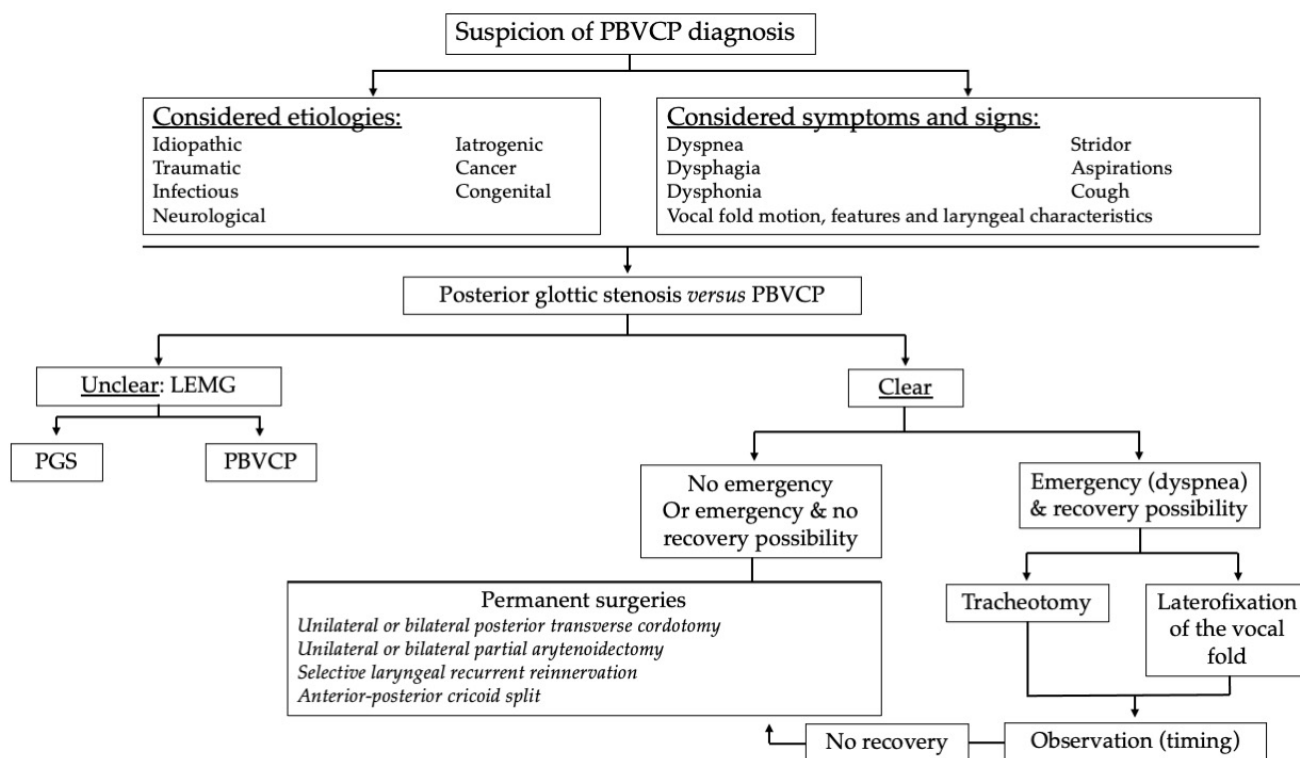 Suspicion of PBVCP diagnosis
Considered etiologies:
Idiopathic Iatrogenic
Traumatic Cancer
Infectious Congenital
Neurological
Considered symptoms and signs:
Dyspnea Stridor
Dysphagia Aspirations
Dysphonia Cough
Vocal fold motion, features and laryngeal characteristics
Posterior glottic stenosis versus PBVCP
Unclear: LEMG
PGS
PBVCP
Clear
No emergency
Or emergency & no
recovery possibility
Emergency (dyspnea)
& recovery possibility
Permanent surgeries
Unilateral or bilateral posterior transverse cordotomy
Unilateral or bilateral partial arytenoidectomy
Selective laryngeal recurrent reinnervation
Anterior-posterior cricoid split
Tracheotomy
Laterofixation
of the vocal
fold
No recovery
Observation (timing)